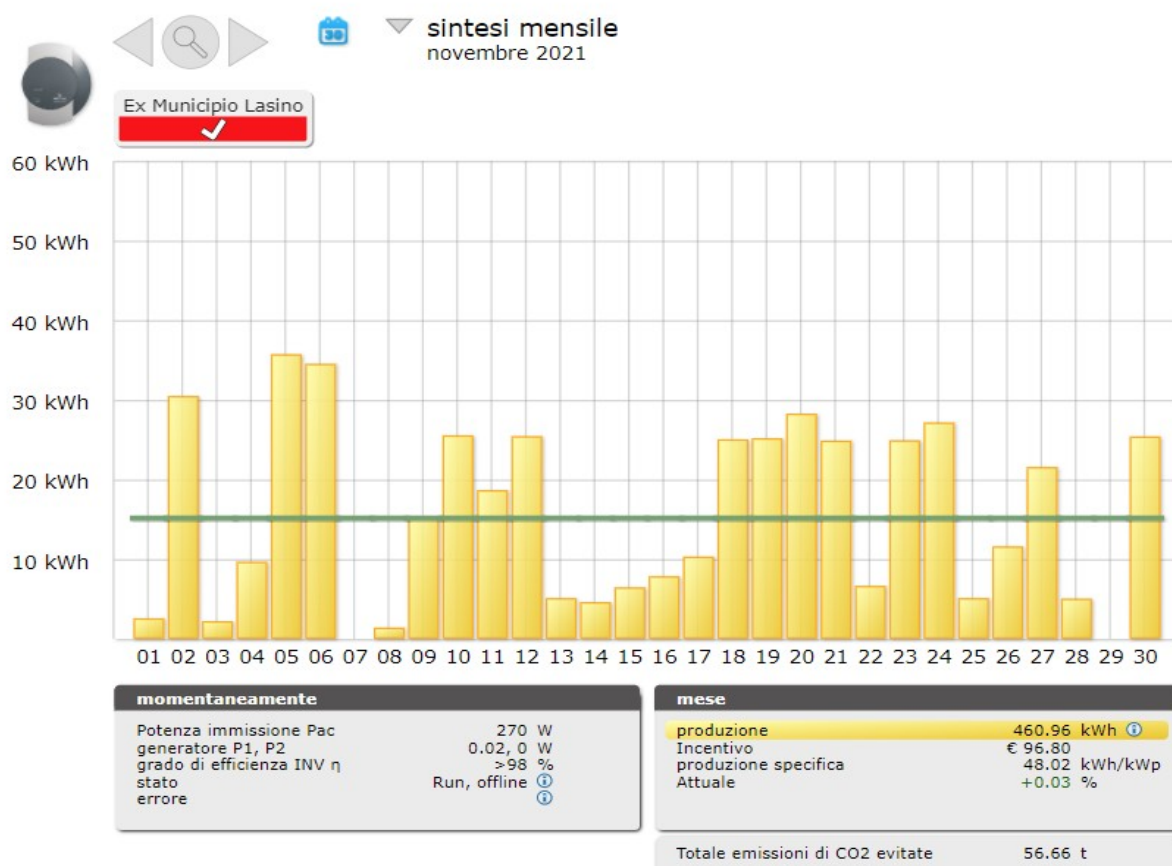 30
sintesi mensile
novembre 2021
Ex Municipio Lasino
60 kWh
50 kWh
40 kWh
30 kWh
20 kWh
10 kWh
01 02 03 04 05 06 07 08 09 10 11 12 13 14 15 16 17 18 19 20 21 22 23 24 25 26 27 28 29 30
momentaneamente
Potenza immissione Pac 270 W
generatore P1, P2 0.02, 0 W
grado di efficienza INV η >98 %
stato Run, offline
errore
mese
produzione 460.96 kWh
Incentivo € 96.80
produzione specifica 48.02 kWh/kWp
Attuale +0.03 %
Totale emissioni di CO2 evitate 56.66 t